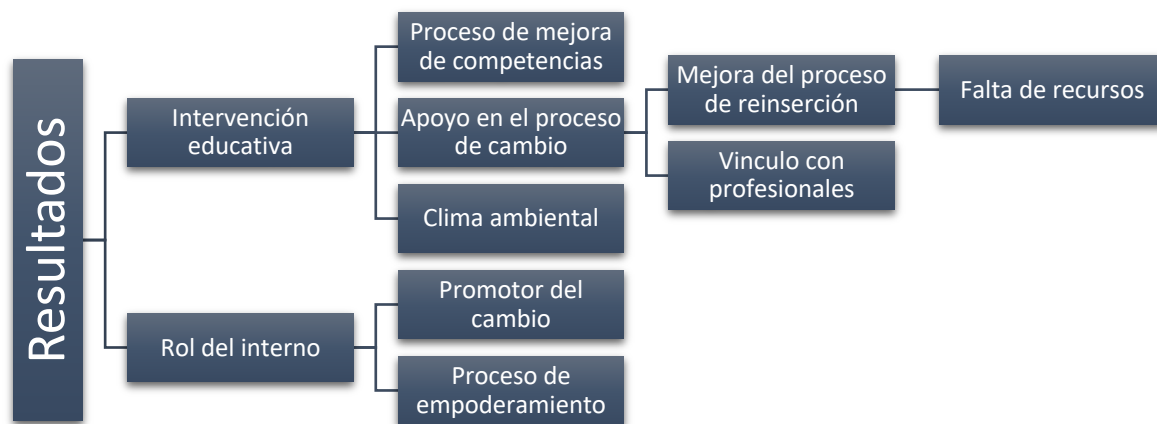 Resultados
Intervención
educativa
Proceso de mejora
de competencias
Apoyo en el proceso
de cambio
Mejora del proceso
de reinserción
Falta de recursos
Vinculo con
profesionales
Clima ambiental
Rol del interno
Promotor del
cambio
Proceso de
empoderamiento